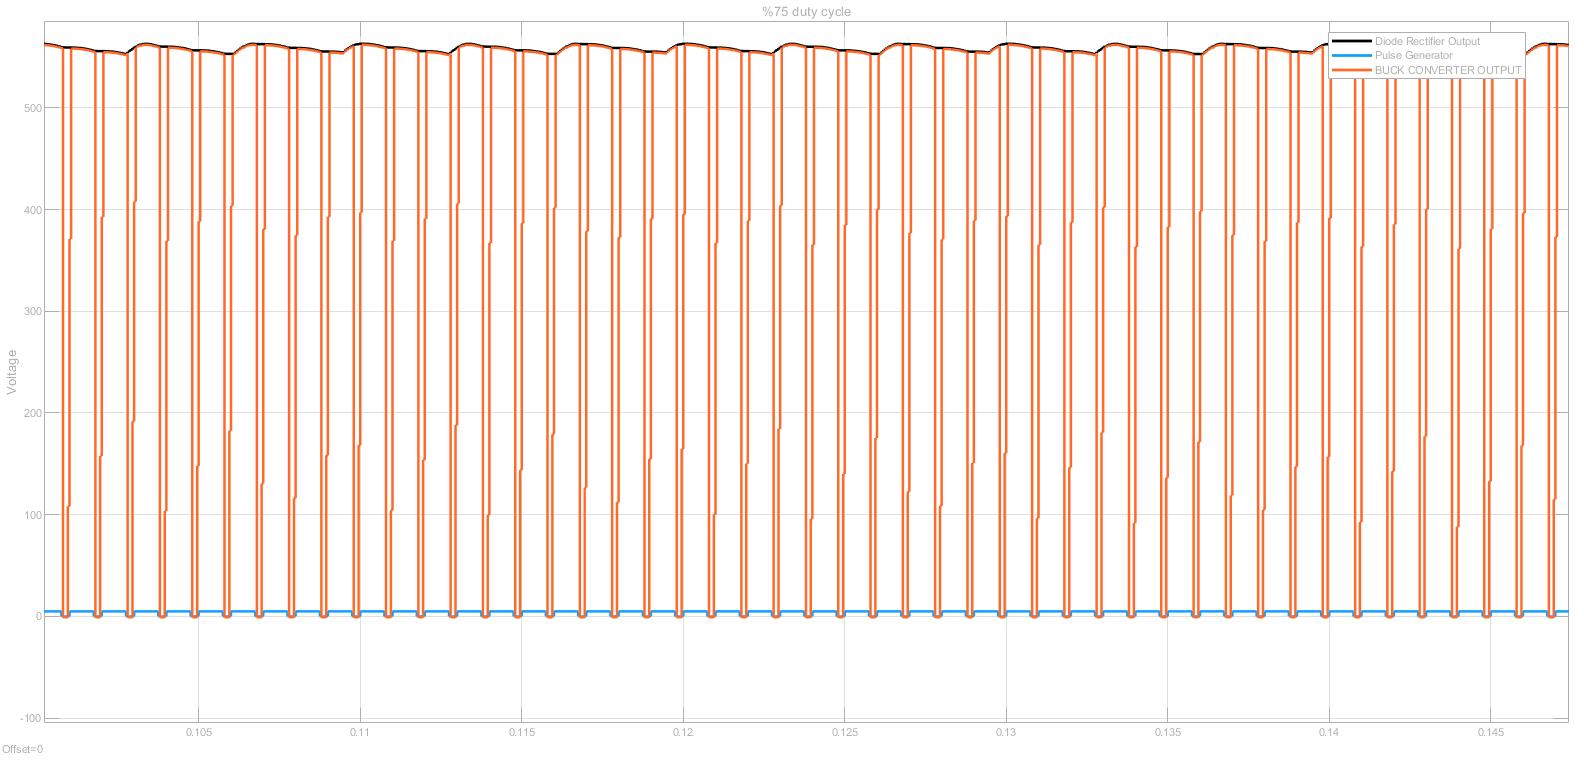 %75 duty cycle
Diode Rectifier Output
Pulse Generator
BUCK CONVERTER OUTPUT
500
400
300
200
100
0
-100
Voltage
0.105
0.11
0.115
0.12
0.125
0.13
0.135
0.14
0.145
Offset=0